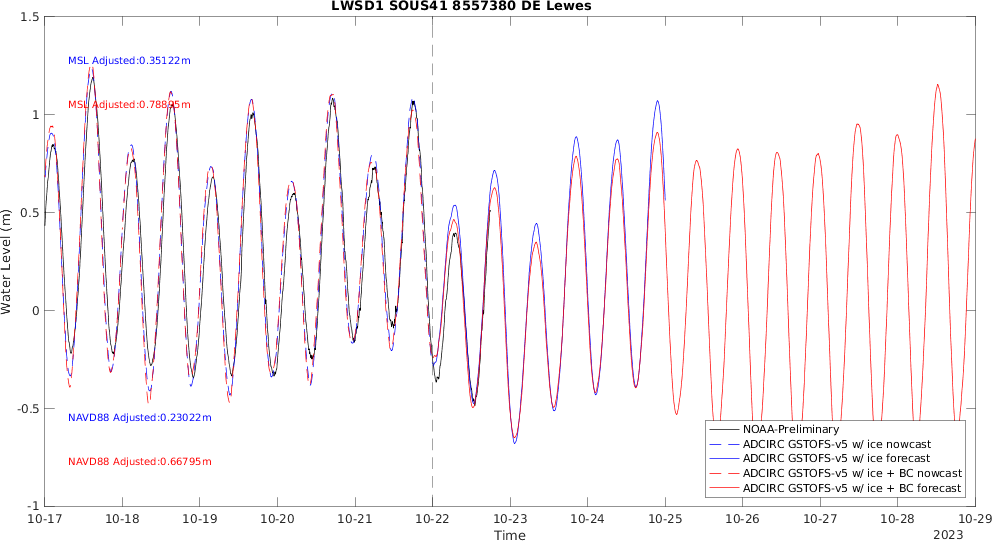 LWSD1 SOUS41 8557380 DE Lewes
1.5
1
0.5
0
-0.5
-1
Water Level (m)
MSL Adjusted:0.35122m
MSL Adjusted:
NAVD88 Adjusted:0.23022m
NAVD88 Adjusted:0.66795m
NOAA-Preliminary
ADCIRC GSTOFS-v5 w/ ice nowcast
ADCIRC GSTOFS-v5 w/ ice forecast
ADCIRC GSTOFS-v5 w/ ice + BC nowcast
ADCIRC GSTOFS-v5 w/ ice + BC forecast
10-17 10-18 10-19 10-20 10-21 10-22 10-23 10-24 10-25 10-26 10-27 10-28 10-29
Time
2023